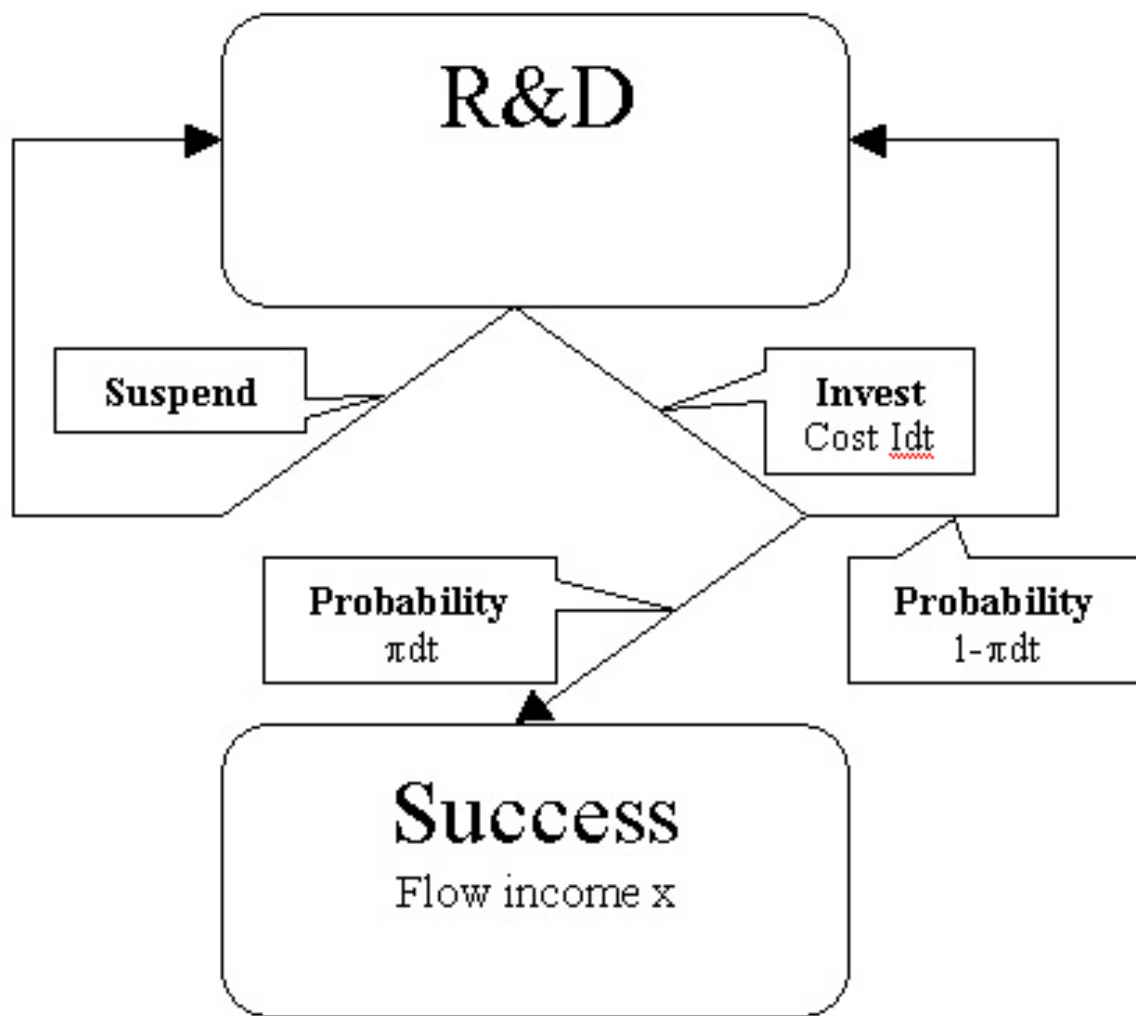 R&D
Suspend
Invest
Cost Idt
Probability
πdt
Probability
1-πdt
Success
Flow income x